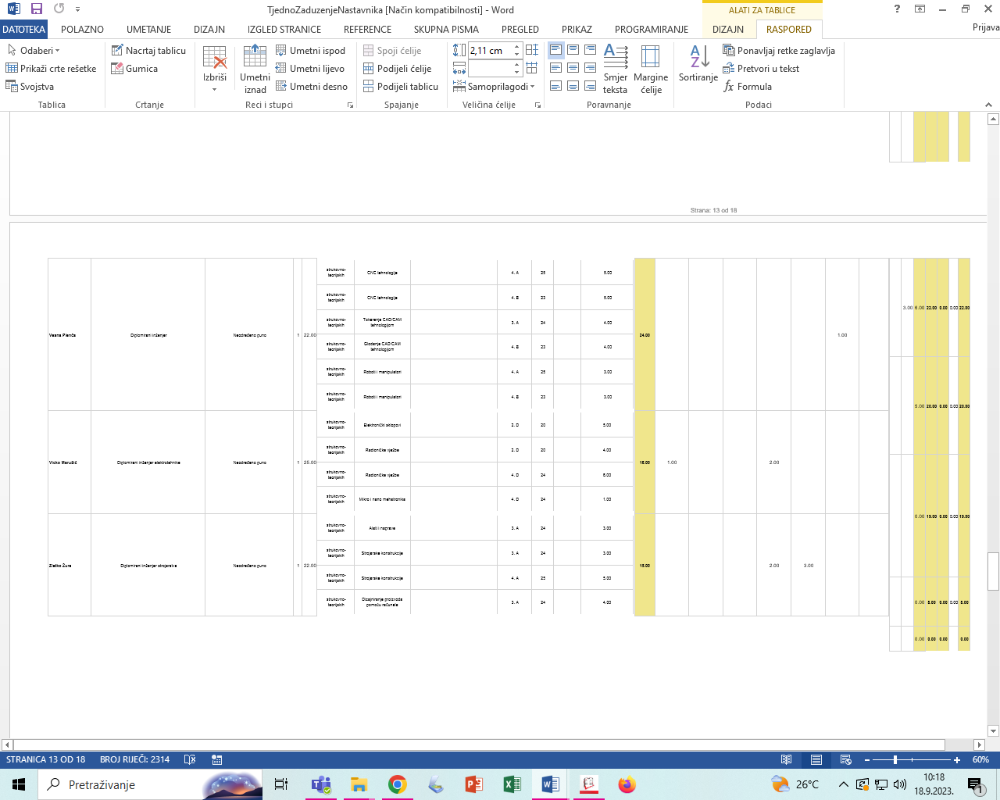 TjednoZaduzenjeNastavnika [Način kompatibilnosti] - Word
ALATI ZA TABLICE
DATOTEKA POLAZNO UMETANJE DIZAJN IZGLED STRANICE REFERENCE SKUPNA PISMA PREGLED PRIKAZ PROGRAMIRANJE DIZAJN RASPORED Prijava
Odaberi
Prikaži crte rešetke
Svojstva
Tablica
Nacrtaj tablicu
Gumica
Crtanje
Izbriši
Umetni iznad
Umetni ispod
Umetni lijevo
Umetni desno
Reci i stupci
Spoji ćelije
Podijeli ćelije
Podijeli tablicu
Spajanje
2,11 cm
Samoprilagodi
Veličina ćelije
Smjer teksta
Margine ćelije
Poravnanje
Sortiranje
Ponavljaj retke zaglavlja
Pretvori u tekst
Formula
Podaci
Strana: 13 od 18
Vesna Plenča Diplomirani inženjer Neodređeno puno 1 22.00
strukovno-teorijskih CNC tehnologije 4. A 25 5.00
strukovno-teorijskih CNC tehnologije 4. B 23 5.00
strukovno-teorijskih Tokarenje CAD/CAM tehnologijom 3. A 24 4.00
strukovno-teorijskih Glodanje CAD/CAM tehnologijom 4. B 23 4.00
strukovno-teorijskih Roboti i manipulatori 4. A 25 3.00
strukovno-teorijskih Roboti i manipulatori 4. B 23 3.00
24.00 1.00
3.00 6.00 22.00 0.00 0.00 22.00
Vicko Marušić Diplomirani inženjer elektrotehnike Neodređeno puno 1 25.00
strukovno-teorijskih Elektronički sklopovi 2. D 20 5.00
strukovno-teorijskih Radioničke vježbe 2. D 20 4.00
strukovno-teorijskih Radioničke vježbe 4. D 24 6.00
strukovno-teorijskih Mikro i nano mehatronika 4. D 24 1.00
18.00 1.00 2.00
5.00 20.00 0.00 0.00 20.00
Zlatko Žure Diplomirani inženjer strojarstva Neodređeno puno 1 22.00
strukovno-teorijskih Alati i naprave 3. A 24 3.00
strukovno-teorijskih Strojarske konstrukcije 3. A 24 3.00
strukovno-teorijskih Strojarske konstrukcije 4. A 25 5.00
strukovno-teorijskih Dizajniranje proizvoda pomoću računala 3. A 24 4.00
15.00 2.00 3.00
0.00 19.00 0.00 0.00 19.00
0.00 8.00 0.00 0.00 8.00
0.00 0.00 0.00 0.00
STRANICA 13 OD 18 BROJ RIJEČI: 2314 60%
Pretraživanje
26°C
10:18
18.9.2023.
1